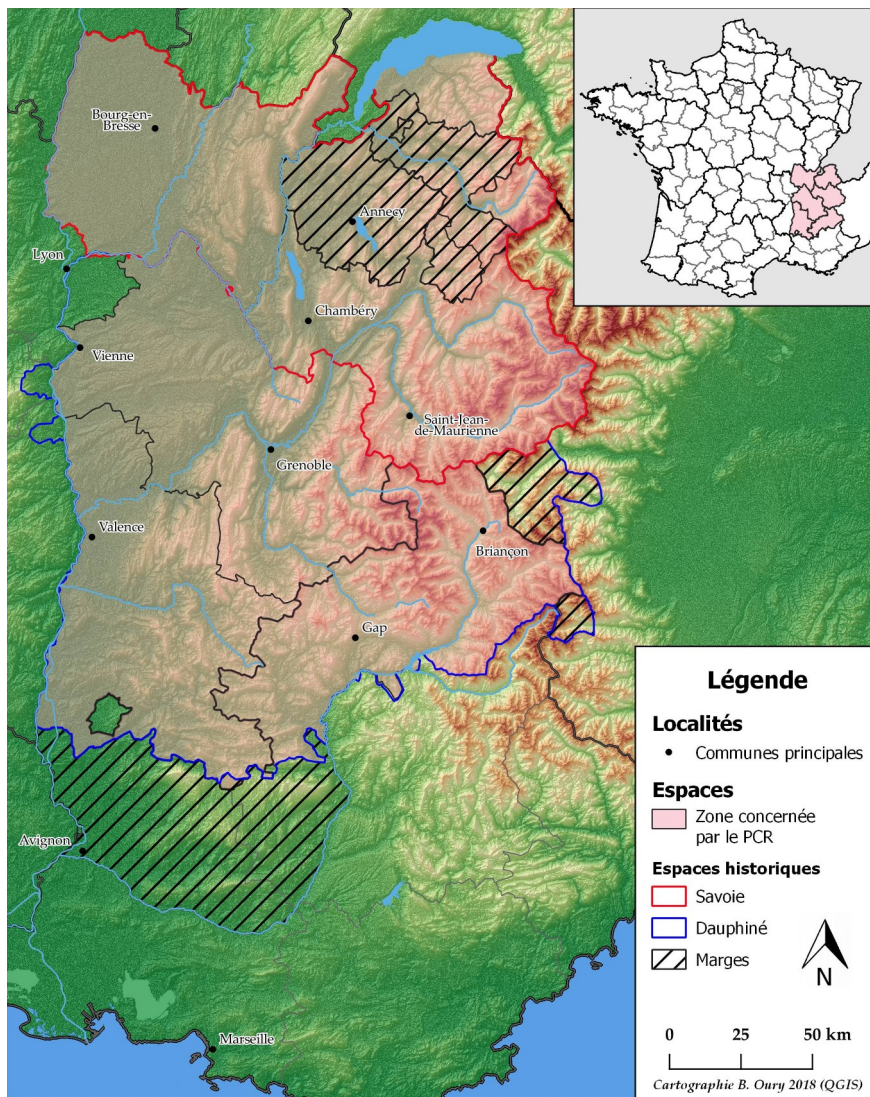 Bourg-en-
Bresse
Annecy
Lyon
Chambéry
Vienne
Saint-Jean-
de-Maurienne
Grenoble
Valence
Briançon
Gap
Avignon
Marseille
Légende
Localités
Communes principales
Espaces
Zone concernée
par le PCR
Espaces historiques
Savoie
Dauphiné
Marges
N
0 25 50 km
Cartographie B. Oury 2018 (QGIS)